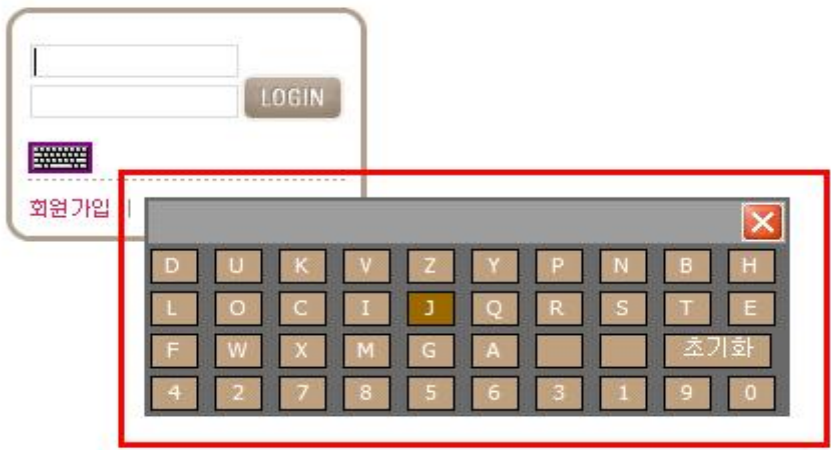 LOGIN
회원가입 |
D U K V Z Y P N B H
L O C I J Q R S T E
F W X M G A 초기화
4 2 7 8 5 6 3 1 9 0